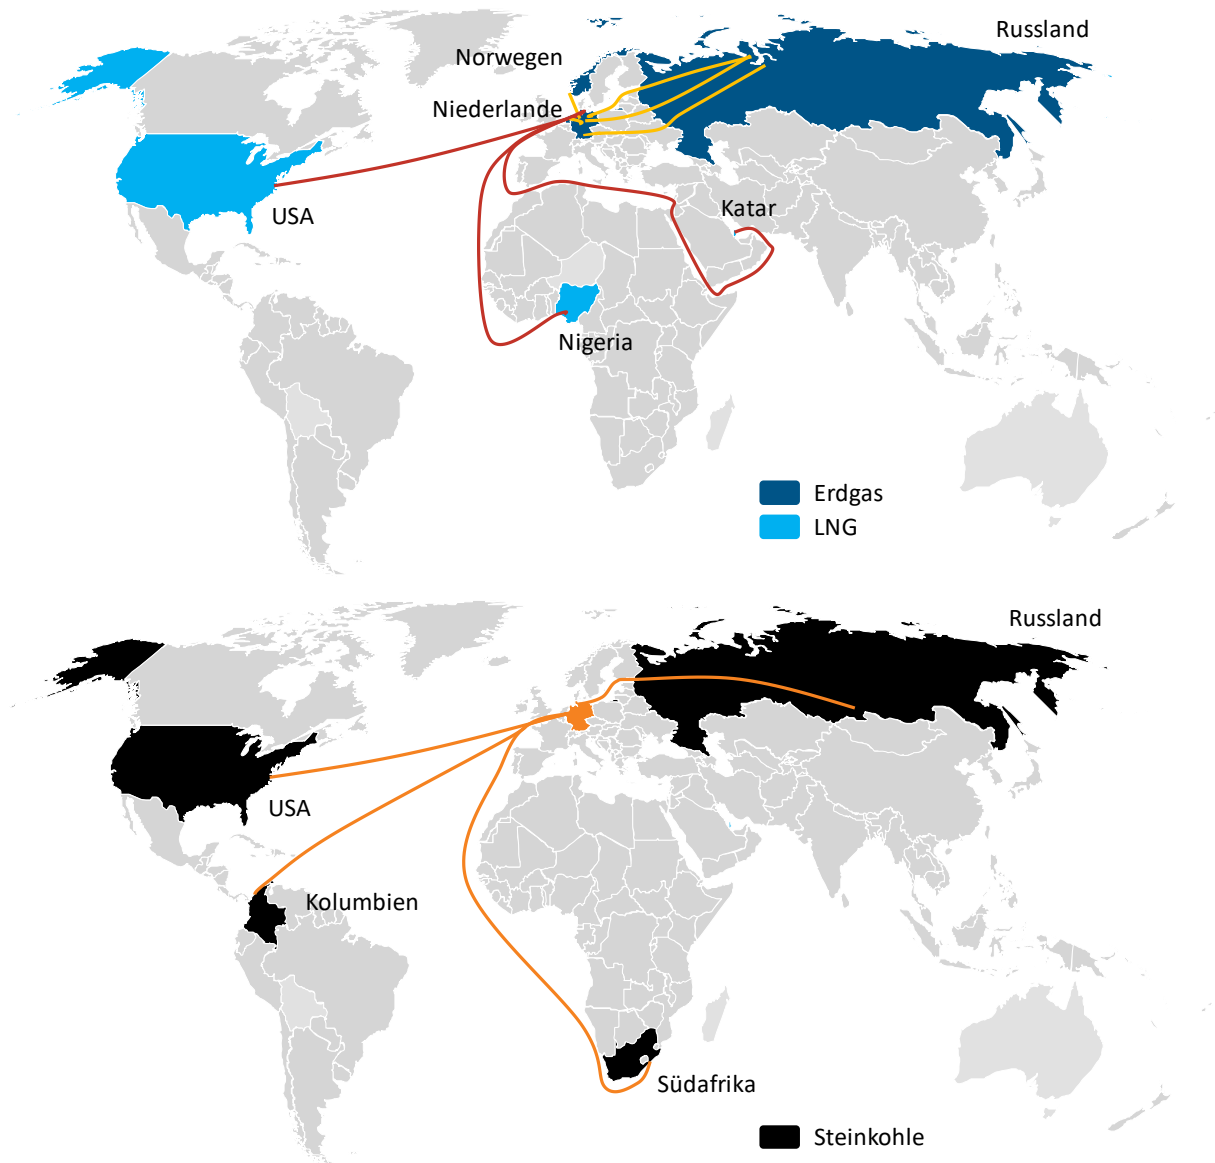 Russland
Norwegen
Niederlande
Katar
USA
Nigeria
Erdgas
LNG
Russland
USA
Kolumbien
Südafrika
Steinkohle